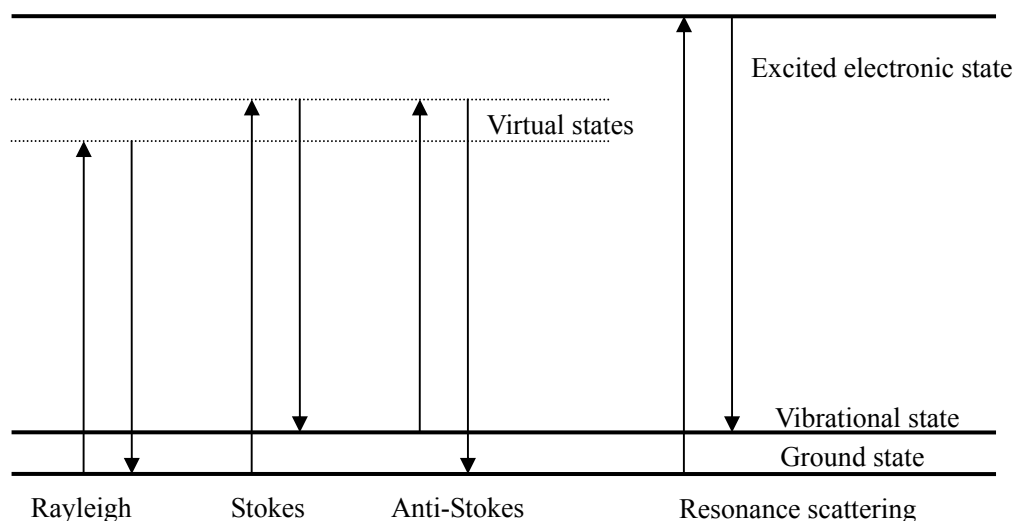 Excited electronic state
Virtual states
Vibrational state
Ground state
Rayleigh Stokes Anti-Stokes Resonance scattering